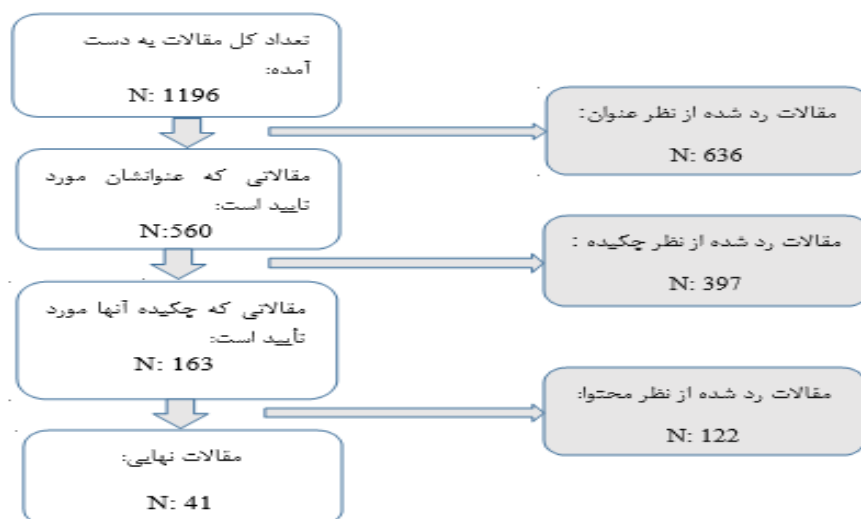 تعداد کل مقالات یه دست
آمده:
N: 1196
مقالات رد شده از نظر عنوان:
N: 636
مقالاتی که عنوانشان مورد
تایید است:
N:560
مقالات رد شده از نظر چکیده :
N: 397
مقالاتی که چکیده آنها مورد
تأیید است:
N: 163
مقالات رد شده از نظر محتوا:
N: 122
مقالات نهایی:
N: 41